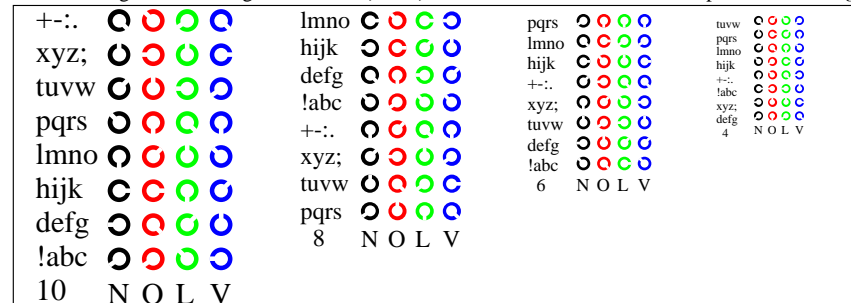 +-:.
xyz;
tuvw
pqrs
lmno
hijk
defg
!abc
10 N O L V
lmno
hijk
defg
!abc
+-:.
xyz;
tuvw
pqrs
8 N O L V
pqrs
lmno
hijk
+-:.
xyz;
tuvw
defg
!abc
6 N O L V
tuvw
pqrs
lmno
hijk
+-:.
!abc
xyz;
defg
4 N O L V